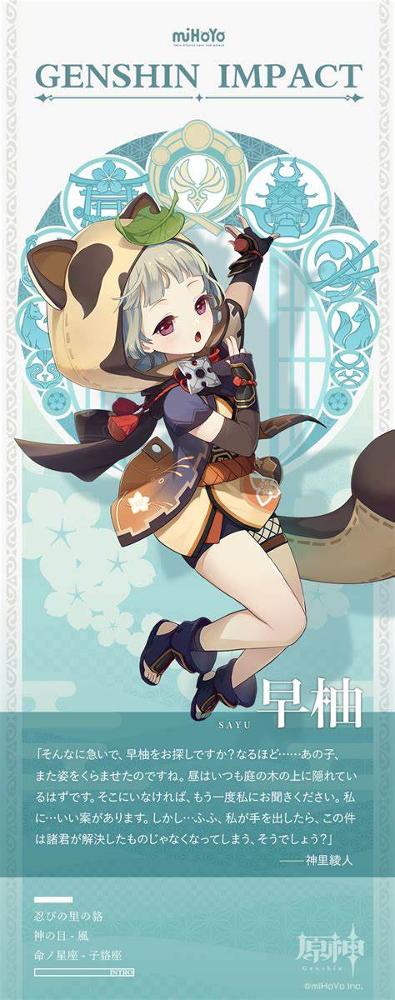 miHoYo
TECH OTAKUS SAVE THE WORLD
GENSHIN IMPACT
SAYU
早柚
「そんなに急いで、早柚をお探しですか？なるほど……あの子、
また姿をくらませたのですね。昼はいつも庭の木の上に隠れてい
るはずです。そこにいなければ、もう一度私にお聞きください。私
に…いい案があります。しかし…ふふ、私が手を出したら、この件
は諸君が解決したものじゃなくなってしまう、そうでしょう？」
——神里綾人
忍びの里の貉
神の目 - 風
命ノ星座 - 子貉座
INTRO
原神
Genshin
©miHoYo Inc.